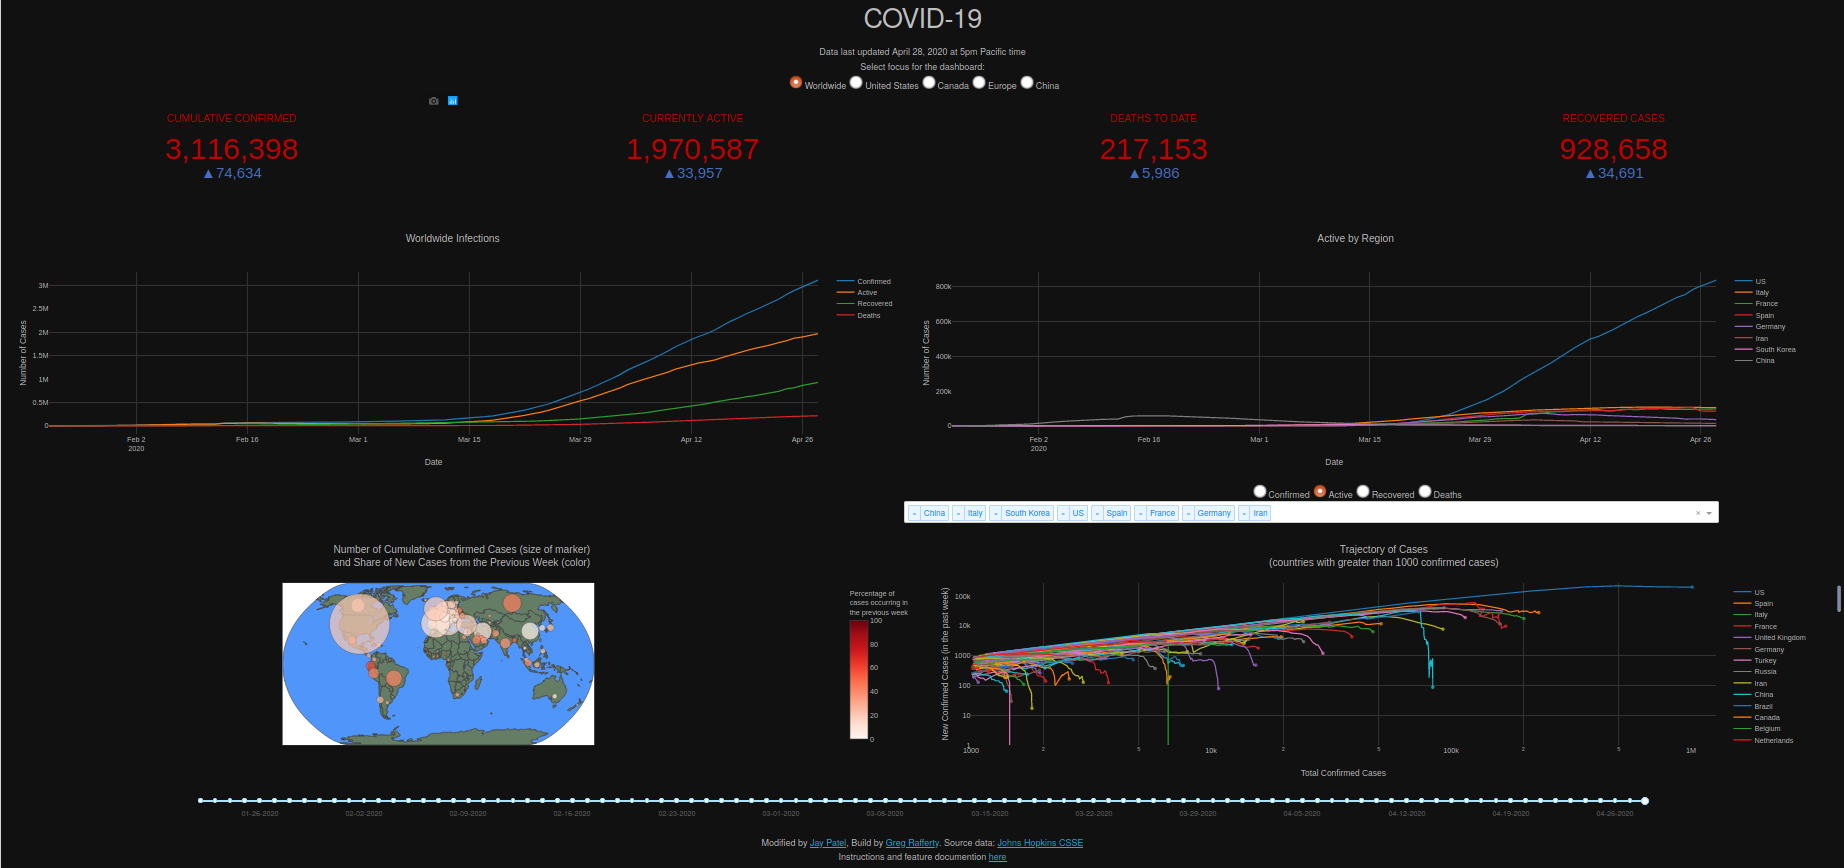 COVID-19
Data last updated April 28, 2020 at 5pm Pacific time
Select focus for the dashboard:
Worldwide United States Canada Europe China
CUMULATIVE CONFIRMED
3,116,398
▲74,634
CURRENTLY ACTIVE
1,970,587
▲33,957
DEATHS TO DATE
217,153
▲5,986
RECOVERED CASES
928,658
▲34,691
Worldwide Infections
Number of Cases
3M
2.5M
2M
1.5M
1M
0.5M
0
Feb 2 Feb 16 Mar 1 Mar 15 Mar 29 Apr 12 Apr 26
2020
Date
Confirmed
Active
Recovered
Deaths
Active by Region
Number of Cases
800k
600k
400k
200k
0
Feb 2 Feb 16 Mar 1 Mar 15 Mar 29 Apr 12 Apr 26
2020
Date
US
Italy
France
Spain
Germany
Iran
South Korea
China
Confirmed Active Recovered Deaths
× China × Italy × South Korea × US × Spain × France × Germany × Iran ×
Number of Cumulative Confirmed Cases (size of marker)
and Share of New Cases from the Previous Week (color)
Percentage of
cases occurring in
the previous week
100
80
60
40
20
0
Trajectory of Cases
(countries with greater than 1000 confirmed cases)
New Confirmed Cases (in the past week)
100k
10k
1000
100
10
1
1000 2 5 10k 2 5 100k 2 5 1M
Total Confirmed Cases
US
Spain
Italy
France
United Kingdom
Germany
Turkey
Russia
Iran
China
Brazil
Canada
Belgium
Netherlands
01-26-2020 02-02-2020 02-09-2020 02-16-2020 02-23-2020 03-01-2020 03-08-2020 03-15-2020 03-22-2020 03-29-2020 04-05-2020 04-12-2020 04-19-2020 04-26-2020
Modified by Jay Patel, Build by Greg Rafferty. Source data: Johns Hopkins CSSE
Instructions and feature documention here